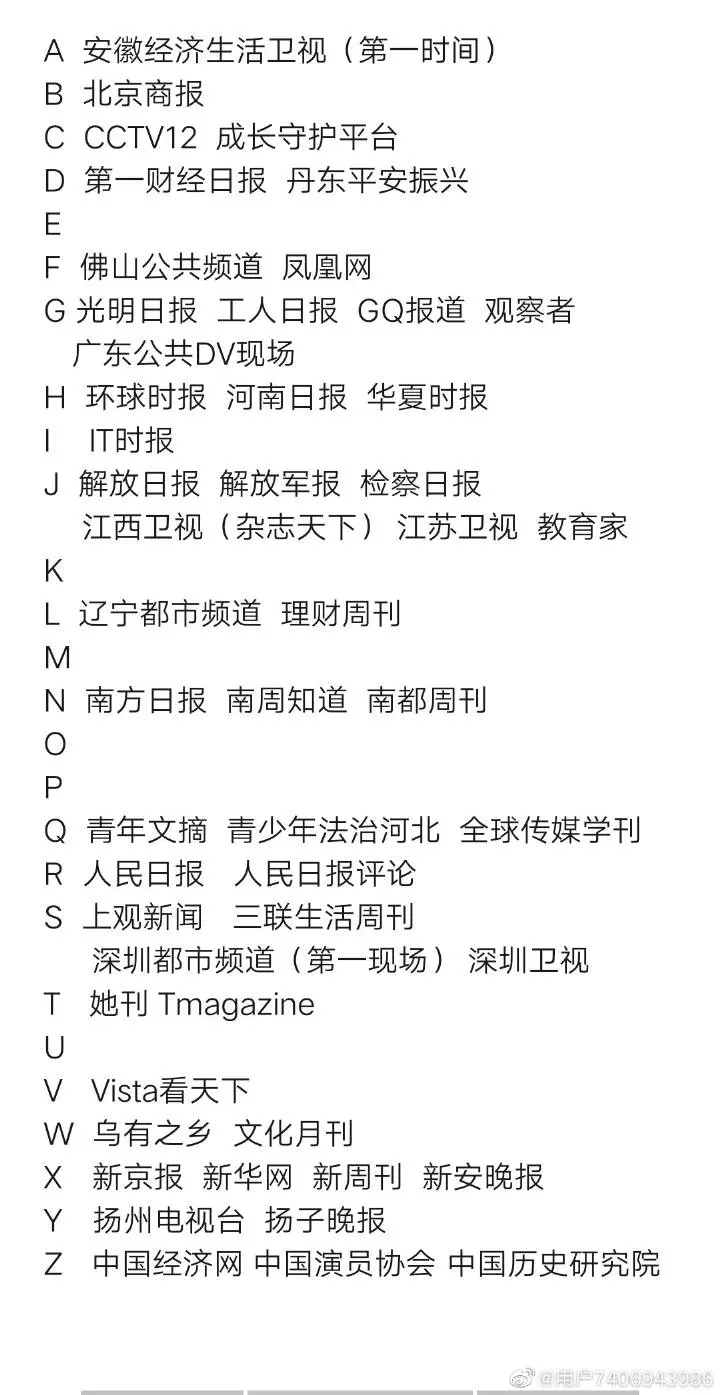 A 安徽经济生活卫视（第一时间）
B 北京商报
C CCTV12 成长守护平台
D 第一财经日报 丹东平安振兴
E
F 佛山公共频道 凤凰网
G 光明日报 工人日报 GQ报道 观察者
广东公共DV现场
H 环球时报 河南日报 华夏时报
I IT时报
J 解放日报 解放军报 检察日报
江西卫视（杂志天下） 江苏卫视 教育家
K
L 辽宁都市频道 理财周刊
M
N 南方日报 南周知道 南都周刊
O
P
Q 青年文摘 青少年法治河北 全球传媒学刊
R 人民日报 人民日报评论
S 上观新闻 三联生活周刊
深圳都市频道（第一现场） 深圳卫视
T 她刊 Tmagazine
U
V Vista看天下
W 乌有之乡 文化月刊
X 新京报 新华网 新周刊 新安晚报
Y 扬州电视台 扬子晚报
Z 中国经济网 中国演员协会 中国历史研究院
@用户7406943986